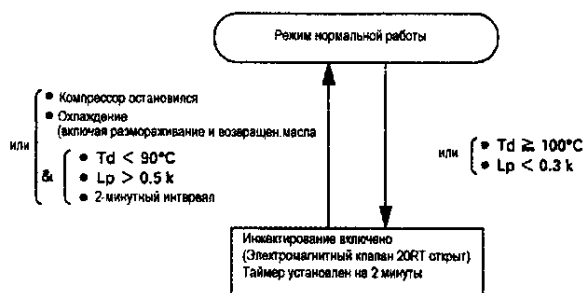 Режим нормальной работы
● Компрессор остановился
● Охлаждение
(включая размораживание и возвращен.масла
или
& ● Td < 90°C
● Lp > 0.5 k
● 2-минутный интервал
или
● Td ≧ 100°C
● Lp < 0.3 k
Инжектирование включено
(Электромагнитный клапан 20RT открыт)
Таймер установлен на 2 минуты